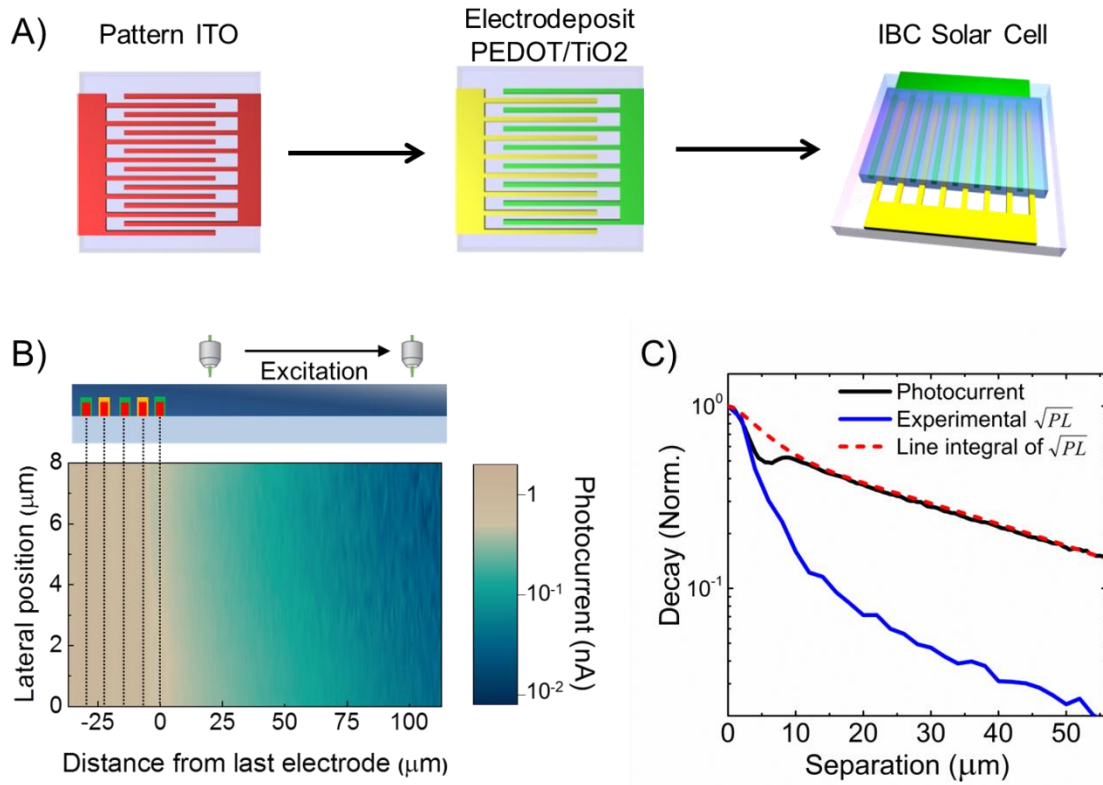 A)
Pattern ITO
Electrodeposit
PEDOT/TiO2
IBC Solar Cell
B)
Excitation
8
6
4
2
0
Lateral position (μm)
-25
0
25
50
75
100
Distance from last electrode (μm)
1
10⁻¹
10⁻²
Photocurrent (nA)
C)
Photocurrent
Experimental √PL
Line integral of √PL
10⁰
10⁻¹
Decay (Norm.)
0
10
20
30
40
50
Separation (μm)